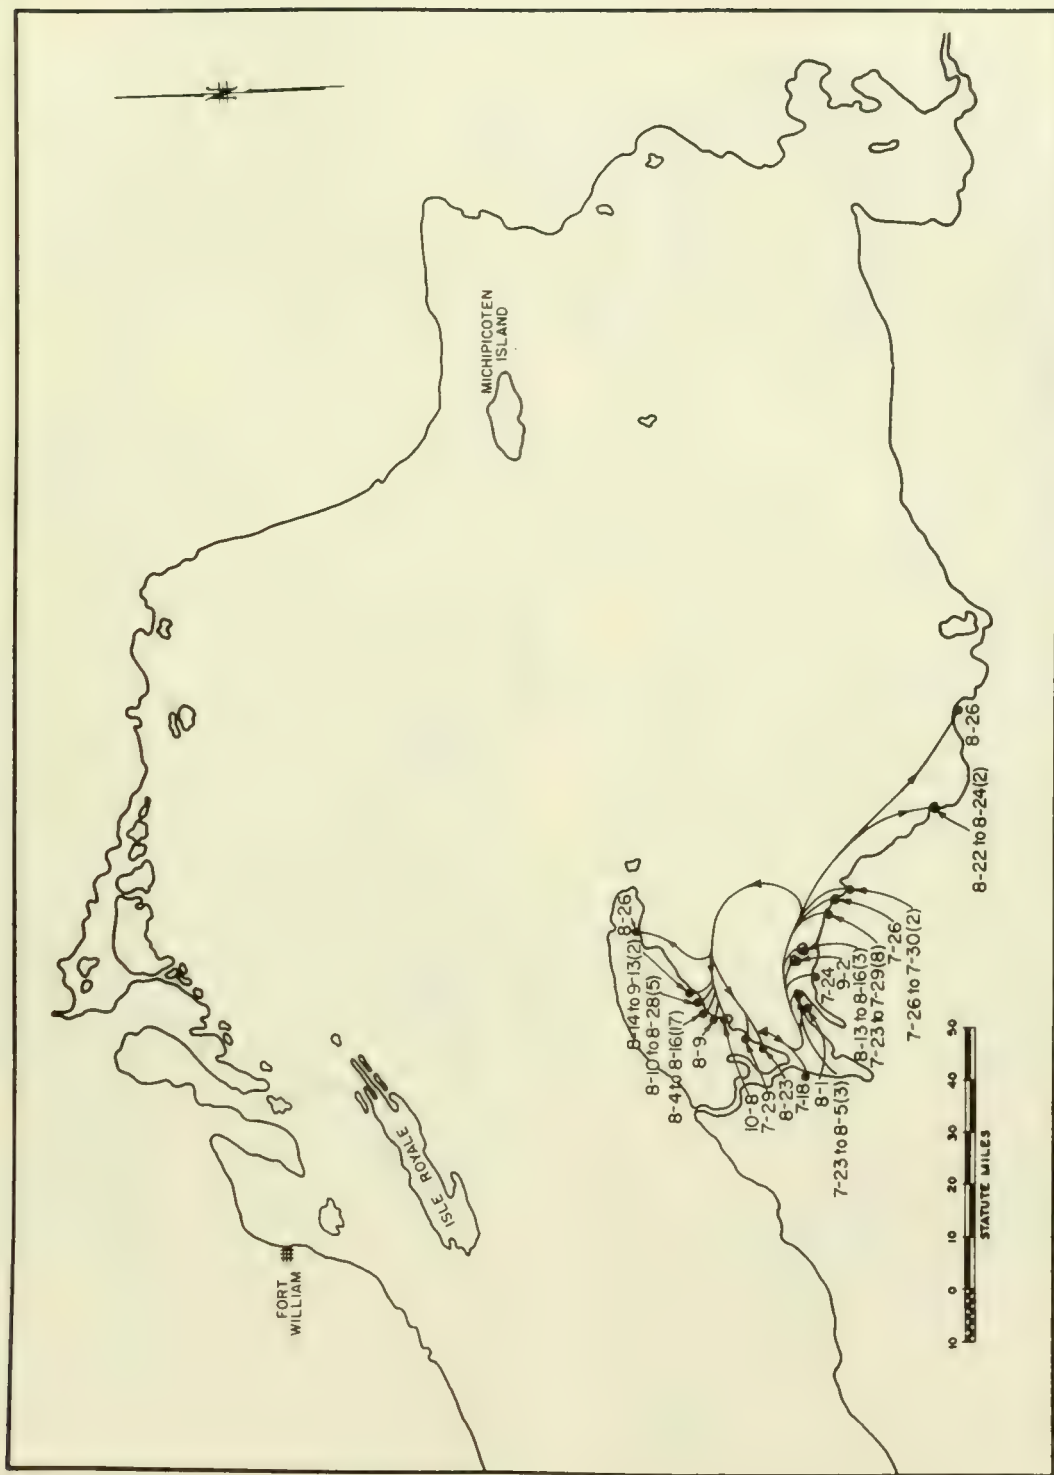 FORT
WILLIAM
ISLE ROYALE
MICHIPICOTEN
ISLAND
8-26
8-14 to 9-13(2)
8-10 to 8-28(5)
8-4 to 8-16(17)
8-9
10-8
7-29
8-23
7-18
8-1
7-23 to 8-5(3)
7-24
9-2
8-13 to 8-16(3)
7-23 to 7-29(8)
7-26
7-26 to 7-30(2)
8-22 to 8-24(2)
8-26
10 0 10 20 30 40 50
STATUTE MILES